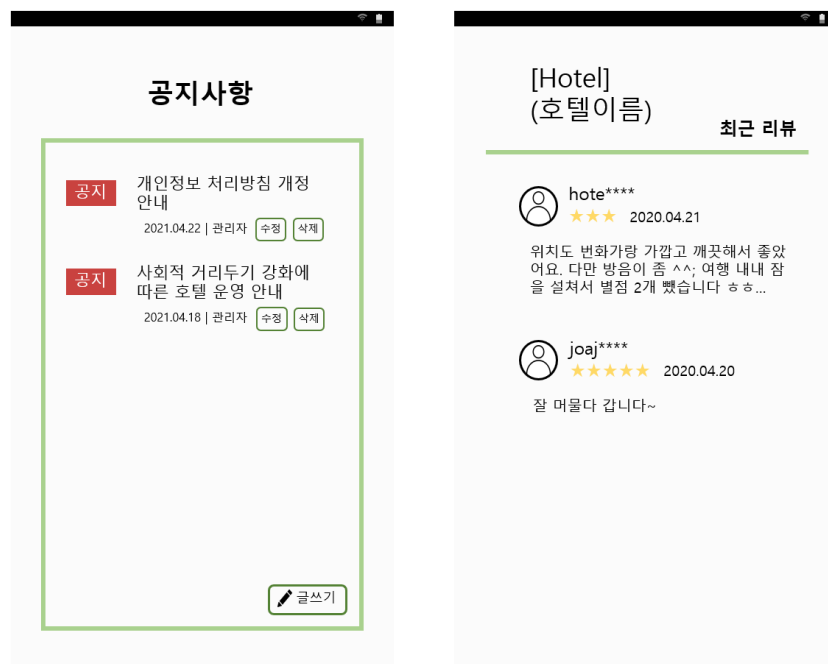 공지사항
공지
개인정보 처리방침 개정
안내
2021.04.22 | 관리자 수정 삭제
공지
사회적 거리두기 강화에
따른 호텔 운영 안내
2021.04.18 | 관리자 수정 삭제
글쓰기
[Hotel]
(호텔이름)
최근 리뷰
hote****
★★★ 2020.04.21
위치도 번화가랑 가깝고 깨끗해서 좋았
어요. 다만 방음이 좀 ^^; 여행 내내 잠
을 설쳐서 별점 2개 뺐습니다 ㅎㅎ...
joaj****
★★★★★ 2020.04.20
잘 머물다 갑니다~